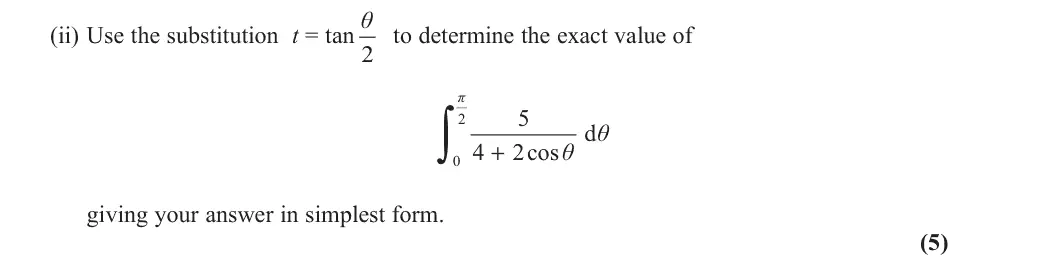 (ii) Use the substitution t = tan θ/2 to determine the exact value of
∫₀^(π/2) 5/(4 + 2cosθ) dθ
giving your answer in simplest form.
(5)